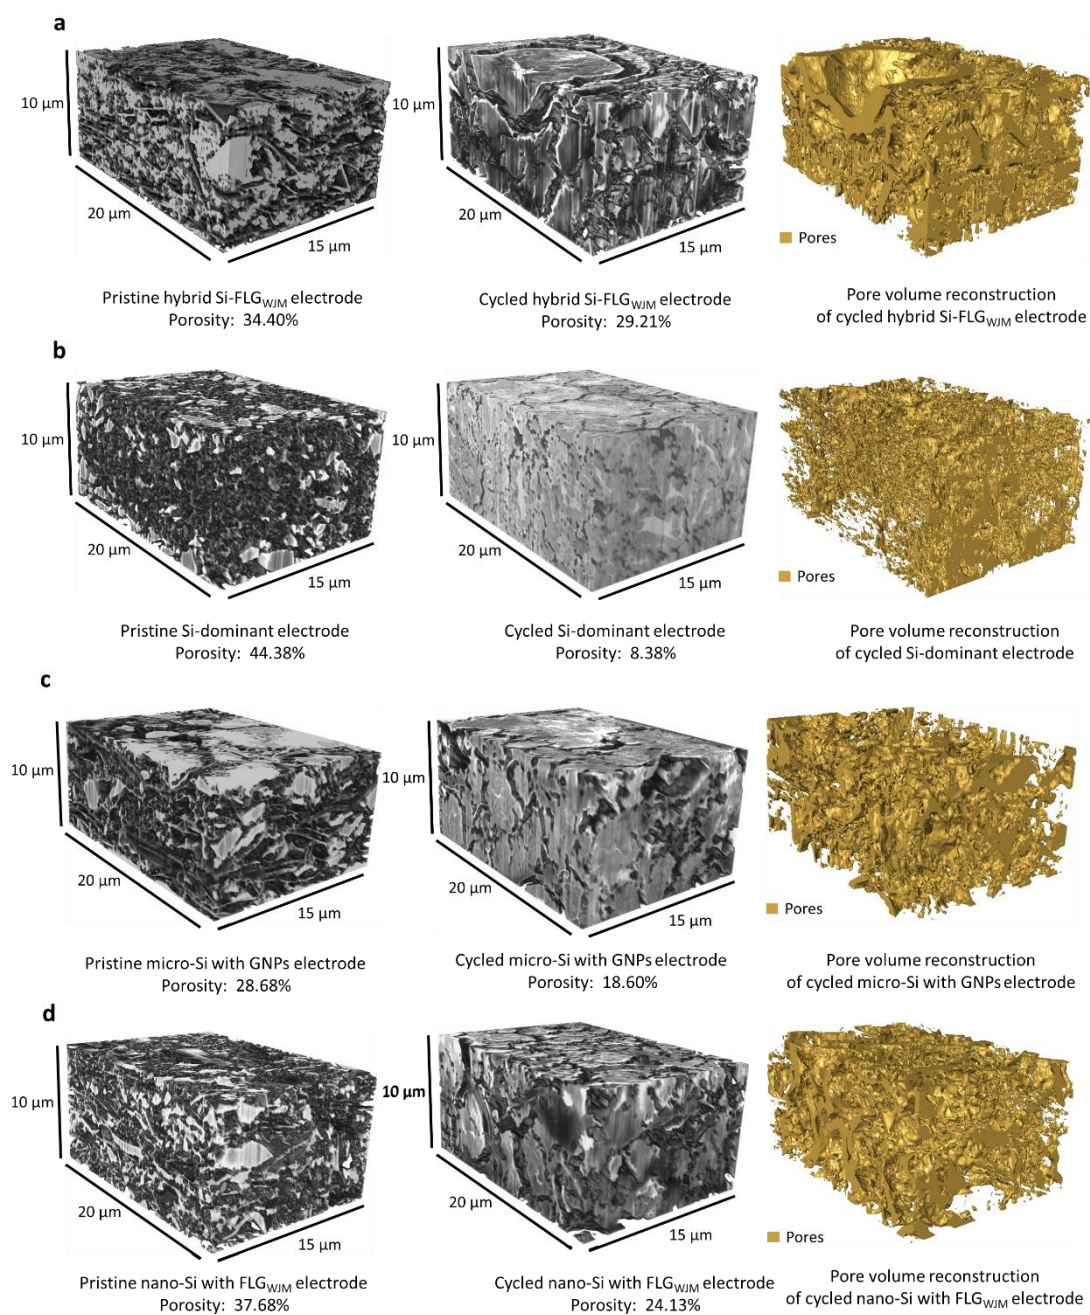 a
10 μm
20 μm
15 μm
10 μm
20 μm
15 μm
Pores
Pristine hybrid Si-FLGWJM electrode
Porosity: 34.40%
Cycled hybrid Si-FLGWJM electrode
Porosity: 29.21%
Pore volume reconstruction
of cycled hybrid Si-FLGWJM electrode
b
10 μm
20 μm
15 μm
10 μm
20 μm
15 μm
Pores
Pristine Si-dominant electrode
Porosity: 44.38%
Cycled Si-dominant electrode
Porosity: 8.38%
Pore volume reconstruction
of cycled Si-dominant electrode
c
10 μm
20 μm
15 μm
10 μm
20 μm
15 μm
Pores
Pristine micro-Si with GNPs electrode
Porosity: 28.68%
Cycled micro-Si with GNPs electrode
Porosity: 18.60%
Pore volume reconstruction
of cycled micro-Si with GNPs electrode
d
10 μm
20 μm
15 μm
10 μm
20 μm
15 μm
Pores
Pristine nano-Si with FLGWJM electrode
Porosity: 37.68%
Cycled nano-Si with FLGWJM electrode
Porosity: 24.13%
Pore volume reconstruction
of cycled nano-Si with FLGWJM electrode